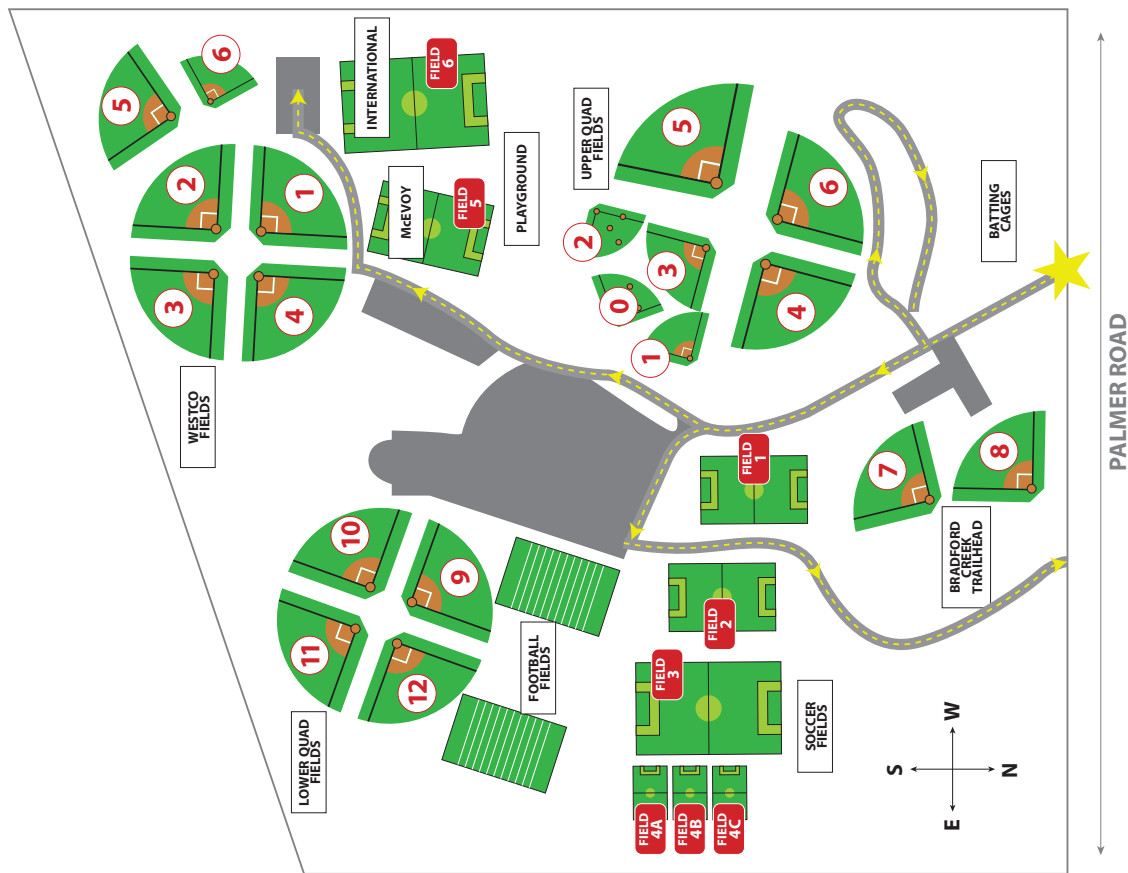 5
6
2
1
3
4
WESTCO
FIELDS
INTERNATIONAL
FIELD
6
McEVOY
FIELD
5
PLAYGROUND
10
9
11
12
LOWER QUAD
FIELDS
FOOTBALL
FIELDS
UPPER QUAD
FIELDS
2
0
3
1
5
6
4
FIELD
1
FIELD
2
FIELD
3
FIELD
4A
FIELD
4B
FIELD
4C
SOCCER
FIELDS
7
8
BATTING
CAGES
BRADFORD
CREEK
TRAILHEAD
S
E
W
N
PALMER ROAD